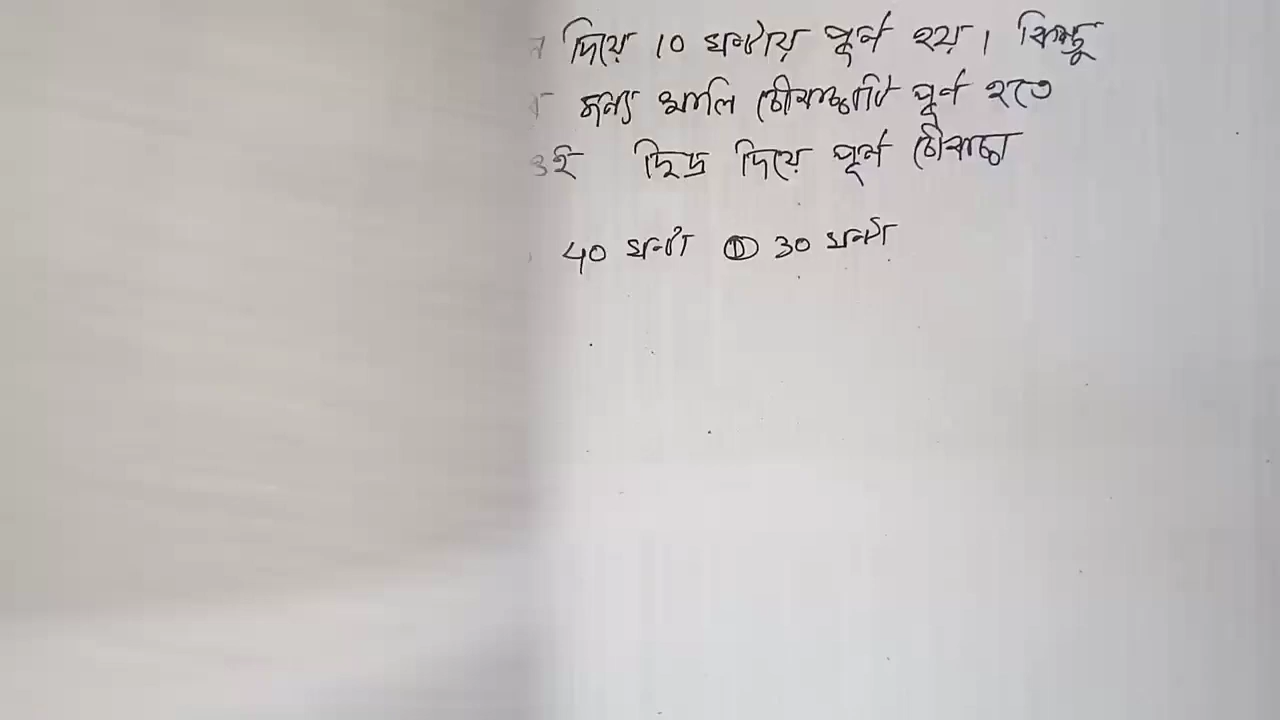 দিয়ে 10 ঘন্টায় পূর্ন হয়। কিন্তু
জন্য খালি চৌবাচ্চাটি পূর্ন হতে
ওই ছিদ্র দিয়ে পূর্ন চৌবাচ্চা
40 ঘন্টা Ⓓ 30 ঘন্টা